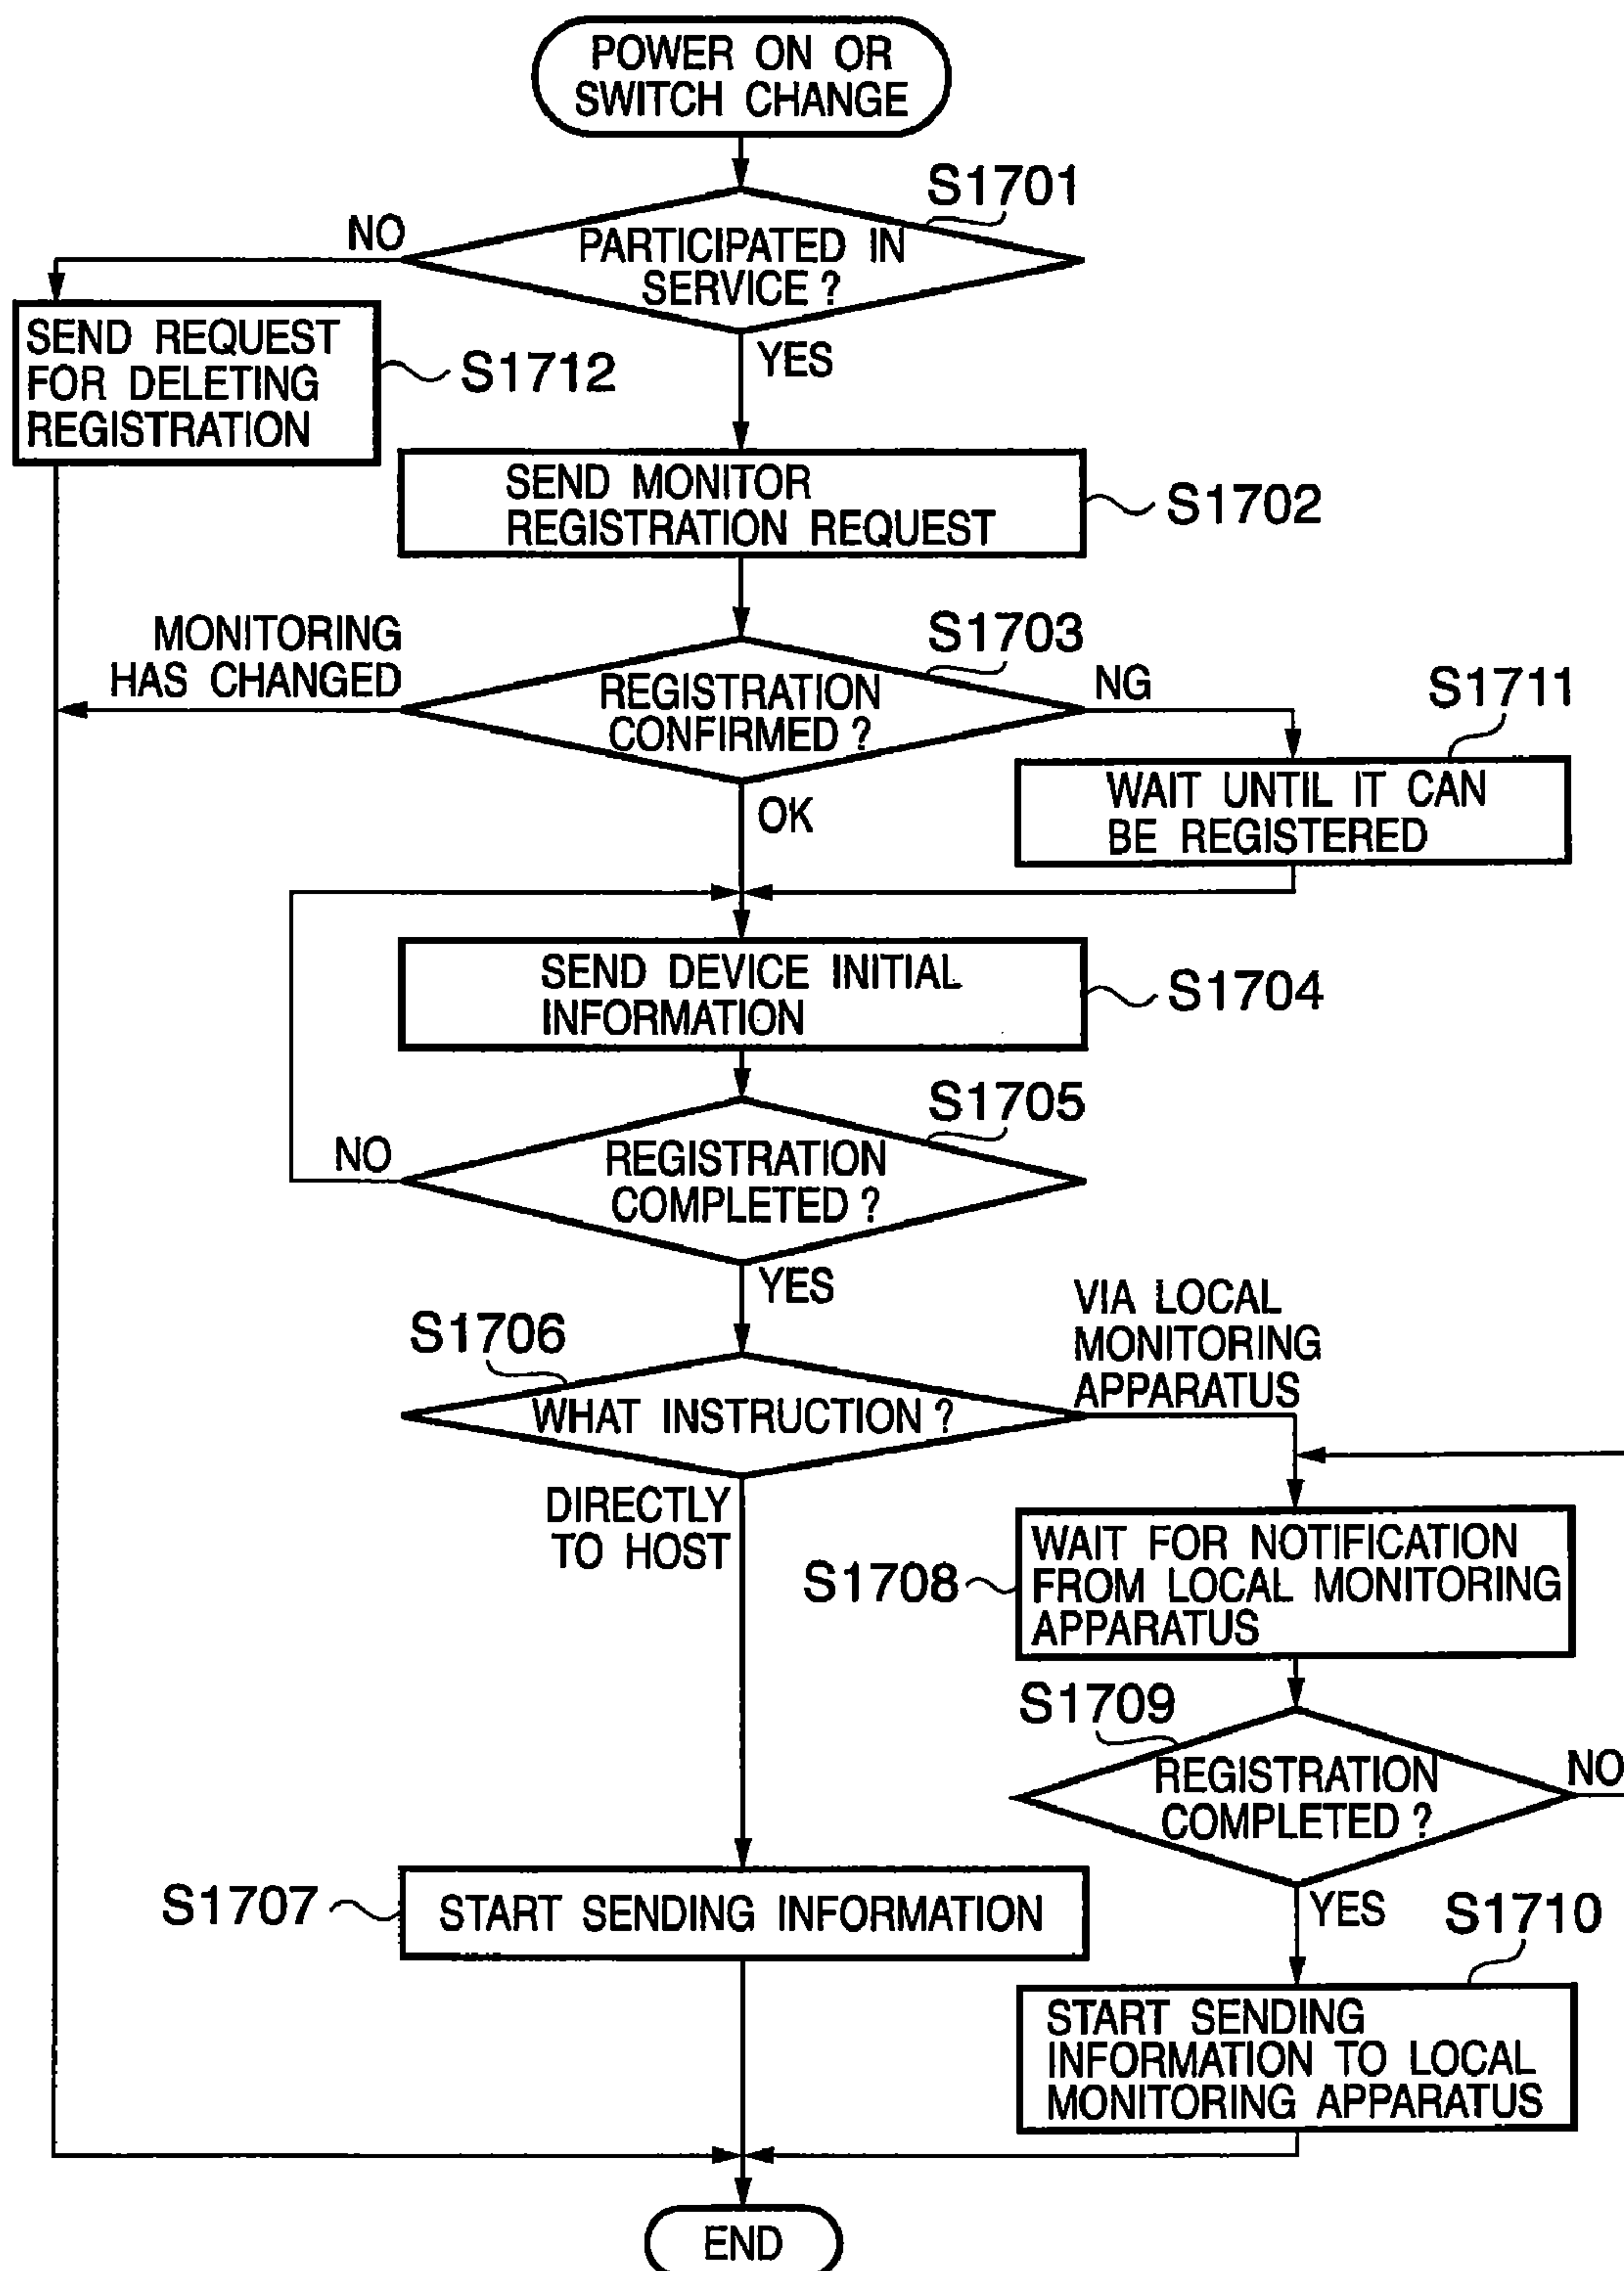 POWER ON OR
SWITCH CHANGE
S1701
NO
PARTICIPATED IN
SERVICE ?
SEND REQUEST
FOR DELETING
REGISTRATION
S1712
YES
SEND MONITOR
REGISTRATION REQUEST
S1702
MONITORING
HAS CHANGED
S1703
REGISTRATION
CONFIRMED ?
NG
S1711
OK
WAIT UNTIL IT CAN
BE REGISTERED
SEND DEVICE INITIAL
INFORMATION
S1704
S1705
NO
REGISTRATION
COMPLETED ?
YES
S1706
VIA LOCAL
MONITORING
APPARATUS
WHAT INSTRUCTION ?
DIRECTLY
TO HOST
S1708
WAIT FOR NOTIFICATION
FROM LOCAL MONITORING
APPARATUS
S1709
REGISTRATION
COMPLETED ?
NO
S1707
START SENDING INFORMATION
YES
S1710
START SENDING
INFORMATION TO LOCAL
MONITORING APPARATUS
END